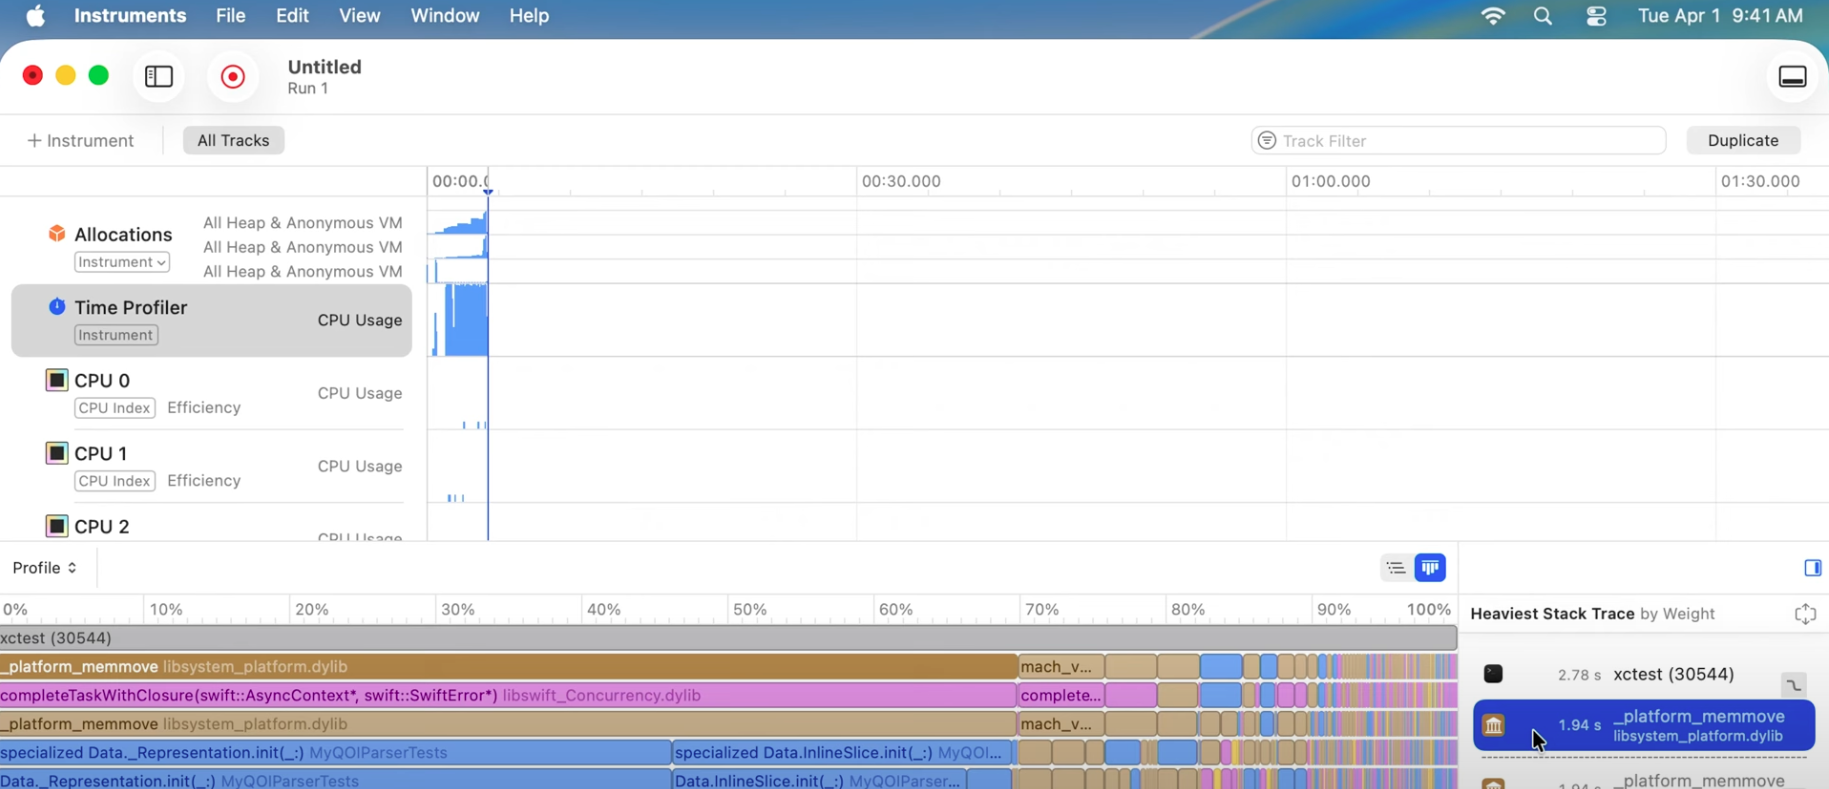 Instruments File Edit View Window Help Tue Apr 1 9:41 AM
Untitled
Run 1
+ Instrument All Tracks Track Filter Duplicate
00:00.0 00:30.000 01:00.000 01:30.000
Allocations
Instrument
All Heap & Anonymous VM
All Heap & Anonymous VM
All Heap & Anonymous VM
Time Profiler
Instrument
CPU Usage
CPU 0
CPU Index Efficiency
CPU Usage
CPU 1
CPU Index Efficiency
CPU Usage
CPU 2
CPU Usage
Profile
0% 10% 20% 30% 40% 50% 60% 70% 80% 90% 100%
xctest (30544)
_platform_memmove libsystem_platform.dylib mach_v...
completeTaskWithClosure(swift::AsyncContext*, swift::SwiftError*) libswift_Concurrency.dylib complete...
_platform_memmove libsystem_platform.dylib mach_v...
specialized Data._Representation.init(_:) MyQOIParserTests specialized Data.InlineSlice.init(_:) MyQOI...
Data._Representation.init(_:) MyQOIParserTests Data.InlineSlice.init(_:) MyQOIParser...
Heaviest Stack Trace by Weight
2.78 s xctest (30544)
1.94 s _platform_memmove
libsystem_platform.dylib
1.94 s _platform_memmove